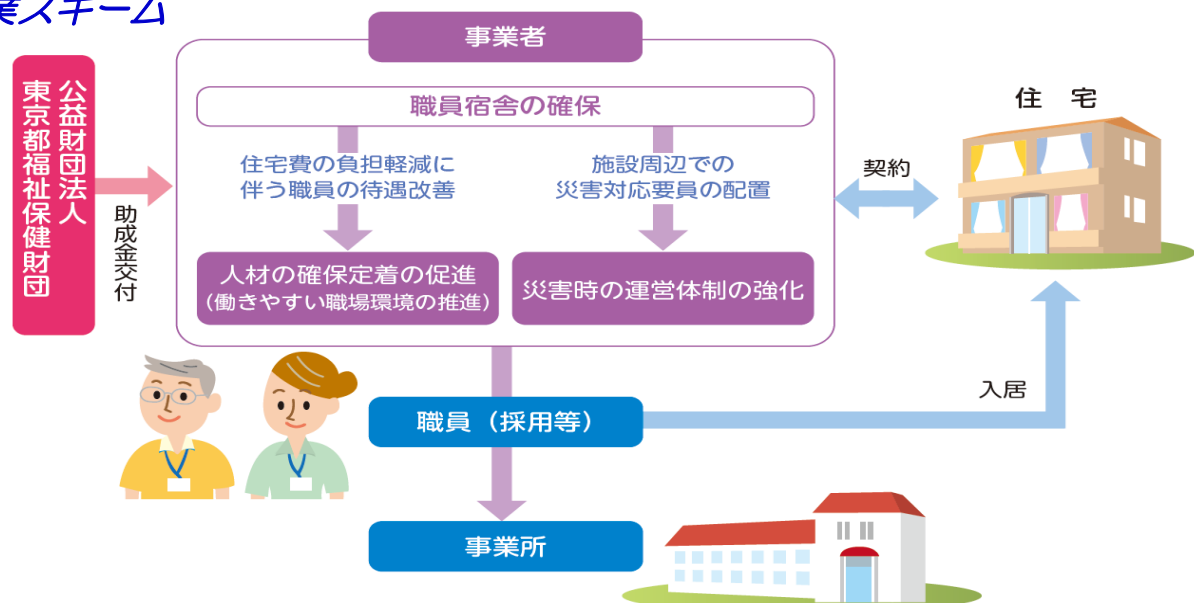 業スキーム
公益財団法人
東京都福祉保健財団
助成金交付
事業者
職員宿舎の確保
住宅費の負担軽減に
伴う職員の待遇改善
施設周辺での
災害対応要員の配置
人材の確保定着の促進
(働きやすい職場環境の推進)
災害時の運営体制の強化
契約
住 宅
入居
職員（採用等）
事業所